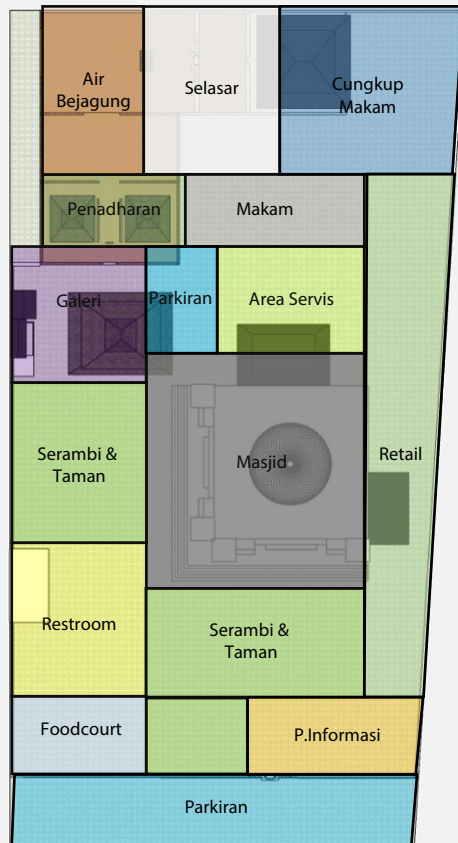 Air
Bejagung
Selasar
Cungkup
Makam
Penadharan
Makam
Galeri
Parkiran
Area Servis
Serambi &
Taman
Masjid
Retail
Restroom
Serambi &
Taman
Foodcourt
P.Informasi
Parkiran